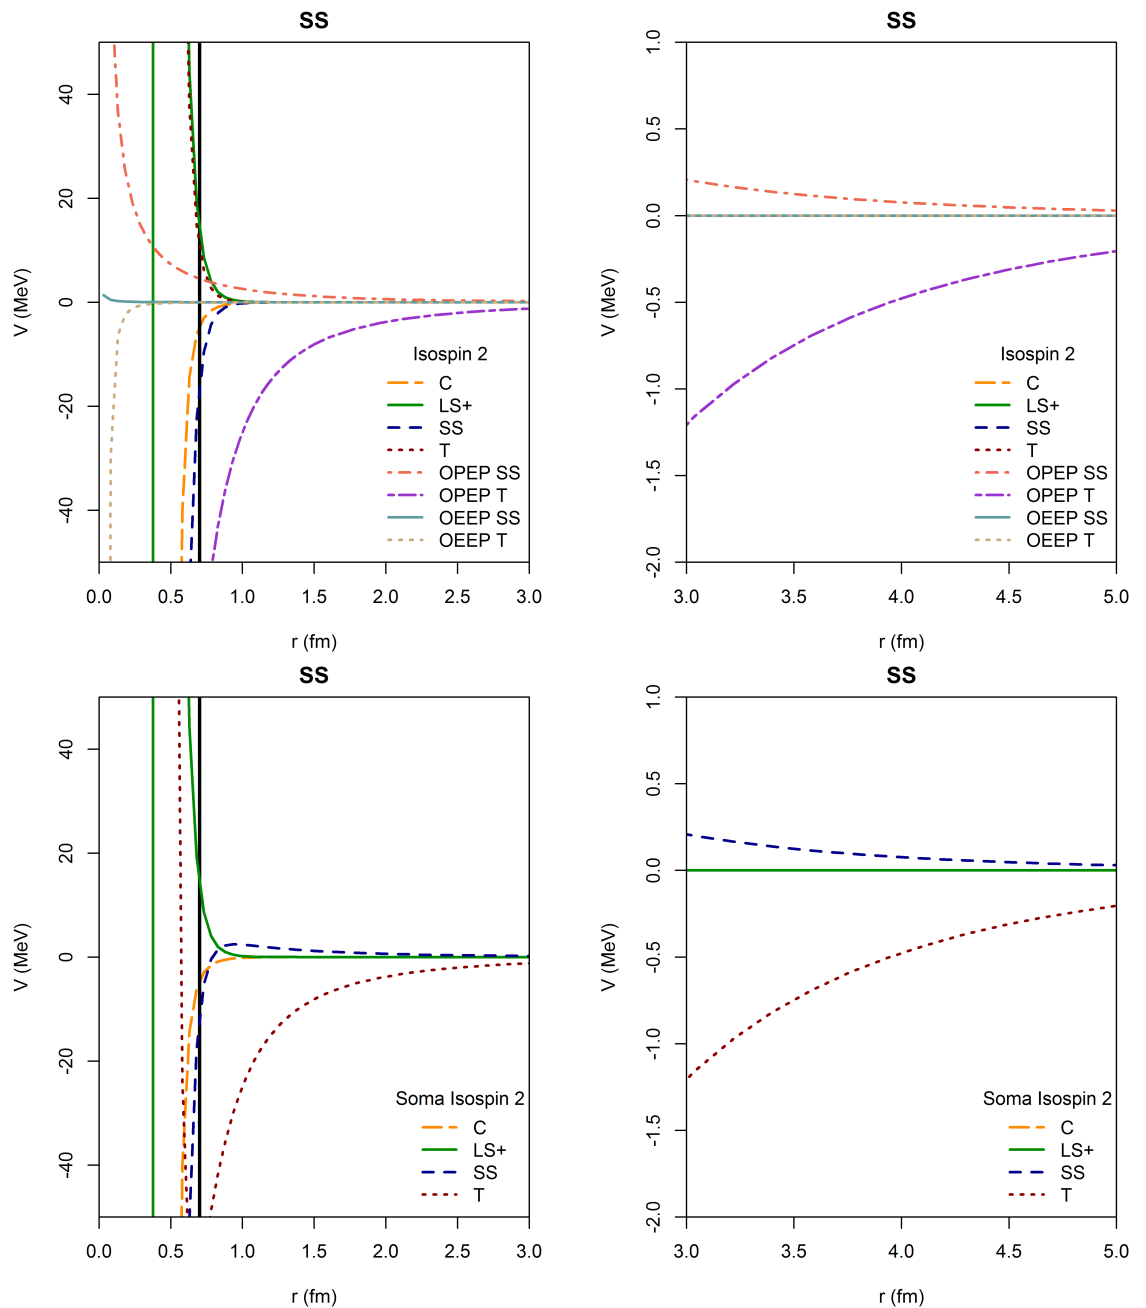 SS
SS
V (MeV)
40
20
0
-20
-40
Isospin 2
C
LS+
SS
T
OPEP SS
OPEP T
OEEP SS
OEEP T
0.0 0.5 1.0 1.5 2.0 2.5 3.0
r (fm)
V (MeV)
1.0
0.5
0.0
-0.5
-1.0
-1.5
-2.0
Isospin 2
C
LS+
SS
T
OPEP SS
OPEP T
OEEP SS
OEEP T
3.0 3.5 4.0 4.5 5.0
r (fm)
SS
SS
V (MeV)
40
20
0
-20
-40
Soma Isospin 2
C
LS+
SS
T
0.0 0.5 1.0 1.5 2.0 2.5 3.0
r (fm)
V (MeV)
1.0
0.5
0.0
-0.5
-1.0
-1.5
-2.0
Soma Isospin 2
C
LS+
SS
T
3.0 3.5 4.0 4.5 5.0
r (fm)